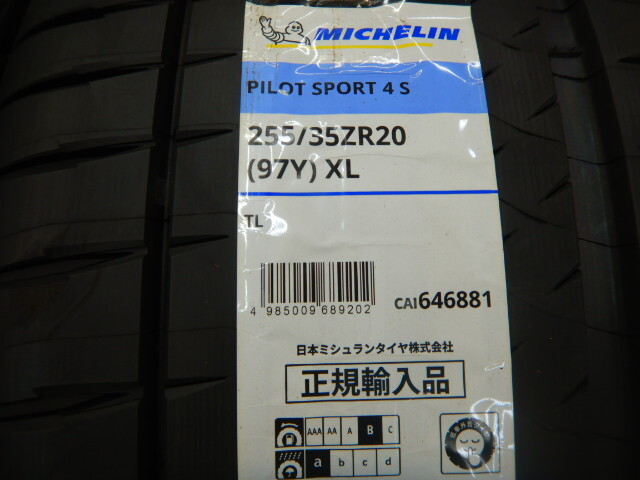 MICHELIN
PILOT SPORT 4 S
255/35ZR20
(97Y) XL
TL
4 985009 689202
CAI646881
日本ミシュランタイヤ株式会社
正規輸入品
AAA AA A B C
a b c d